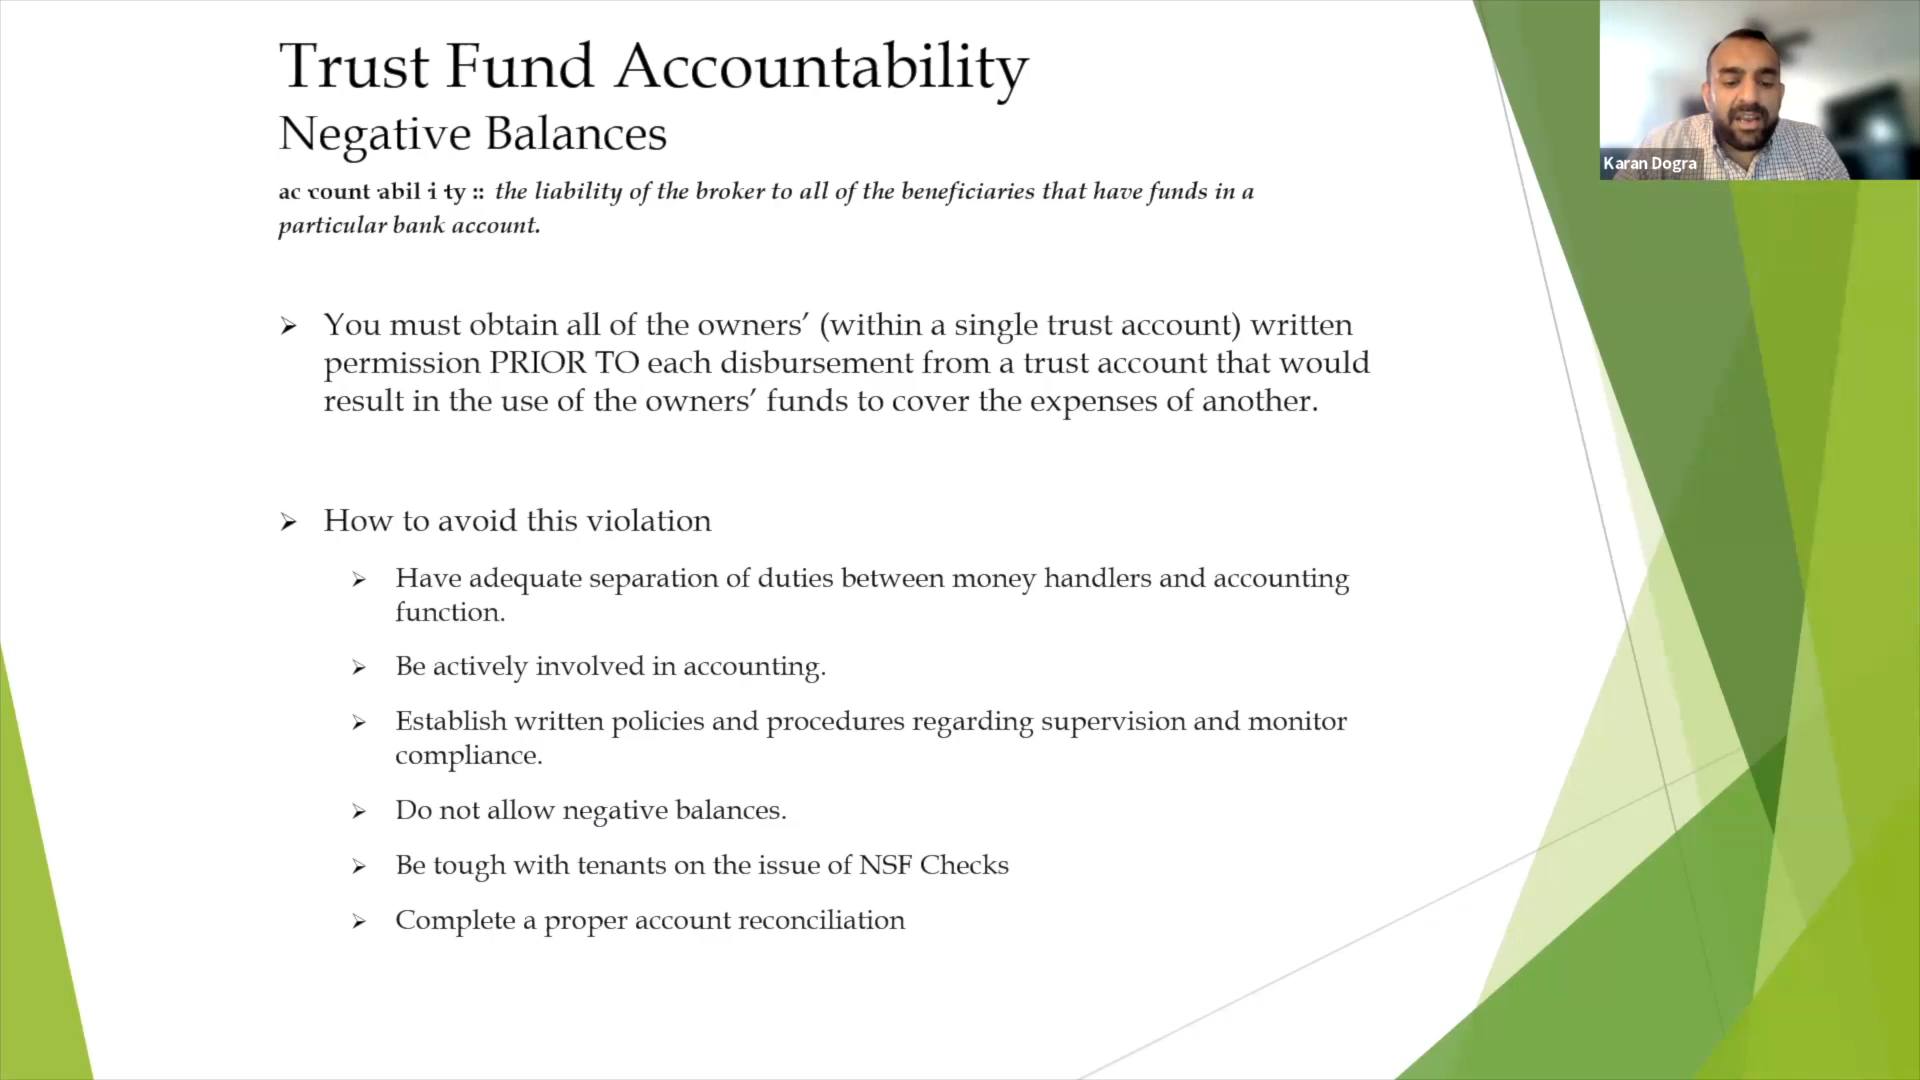 Trust Fund Accountability
Negative Balances
ac ·count ·abil·i ·ty :: the liability of the broker to all of the beneficiaries that have funds in a
particular bank account.
You must obtain all of the owners’ (within a single trust account) written
permission PRIOR TO each disbursement from a trust account that would
result in the use of the owners’ funds to cover the expenses of another.
How to avoid this violation
Have adequate separation of duties between money handlers and accounting
function.
Be actively involved in accounting.
Establish written policies and procedures regarding supervision and monitor
compliance.
Do not allow negative balances.
Be tough with tenants on the issue of NSF Checks
Complete a proper account reconciliation
Karan Dogra